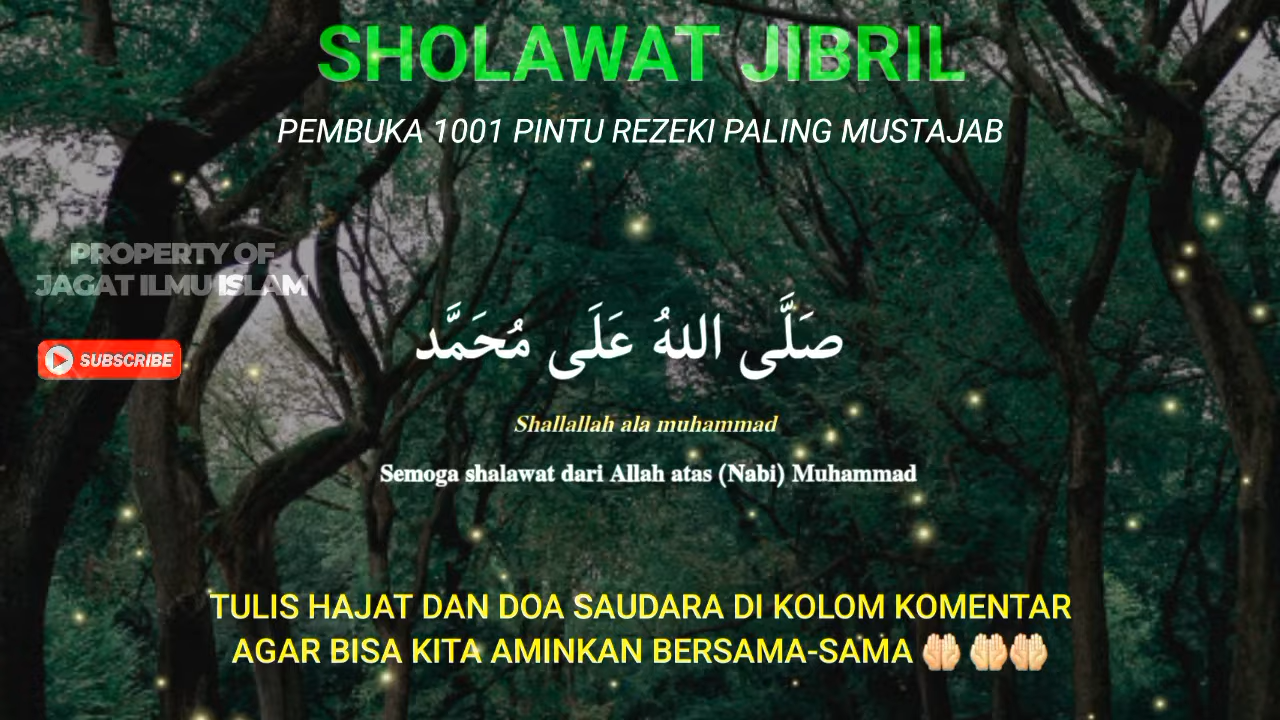 SHOLAWAT JIBRIL
PEMBUKA 1001 PINTU REZEKI PALING MUSTAJAB
PROPERTY OF
JAGAT ILMU ISLAM
SUBSCRIBE
صَلَّى اللهُ عَلَى مُحَمَّد
Shallallah ala muhammad
Semoga shalawat dari Allah atas (Nabi) Muhammad
TULIS HAJAT DAN DOA SAUDARA DI KOLOM KOMENTAR
AGAR BISA KITA AMINKAN BERSAMA-SAMA 🤲🏻 🤲🏻🤲🏻